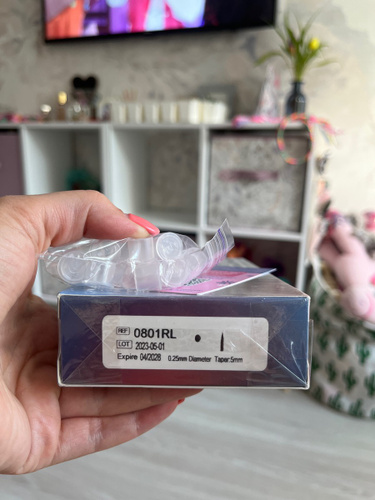 REF 0801RL
LOT 2023-05-01
Expire 04/2028 0.25mm Diameter Taper:5mm